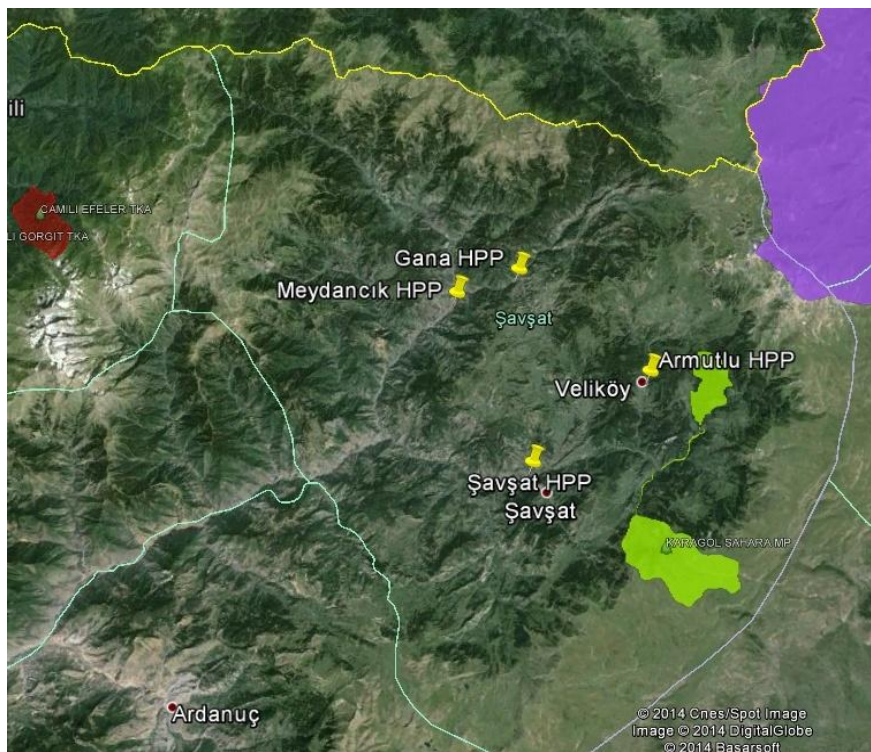 ili
CAMILI EFELER TKA
LI GORGIT TKA
Gana HPP
Meydancık HPP
Şavşat
Armutlu HPP
Veliköy
Şavşat HPP
Şavşat
KARAGOL SAHARA MP
Ardanuç
© 2014 Cnes/Spot Image
Image © 2014 DigitalGlobe
© 2014 Basarsoft